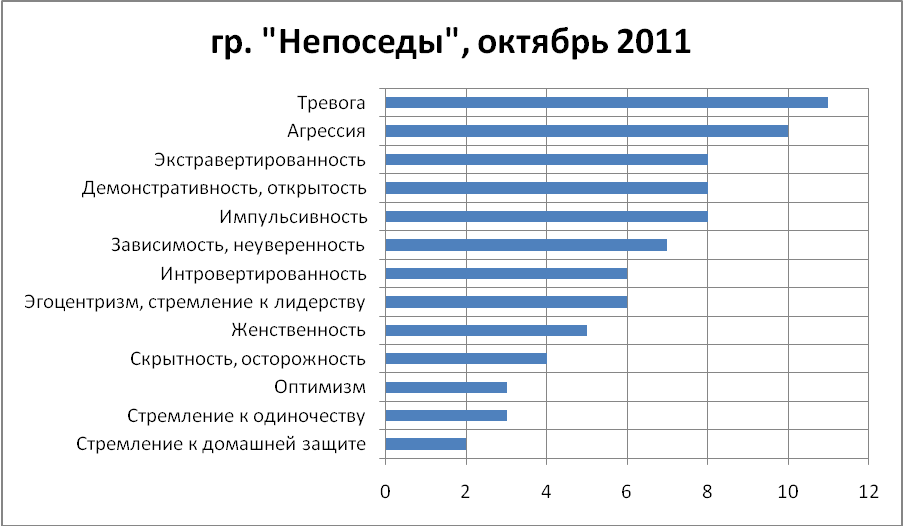 гр. "Непоседы", октябрь 2011
Тревога
Агрессия
Экстравертированность
Демонстративность, открытость
Импульсивность
Зависимость, неуверенность
Интровертированность
Эгоцентризм, стремление к лидерству
Женственность
Скрытность, осторожность
Оптимизм
Стремление к одиночеству
Стремление к домашней защите
0 2 4 6 8 10 12